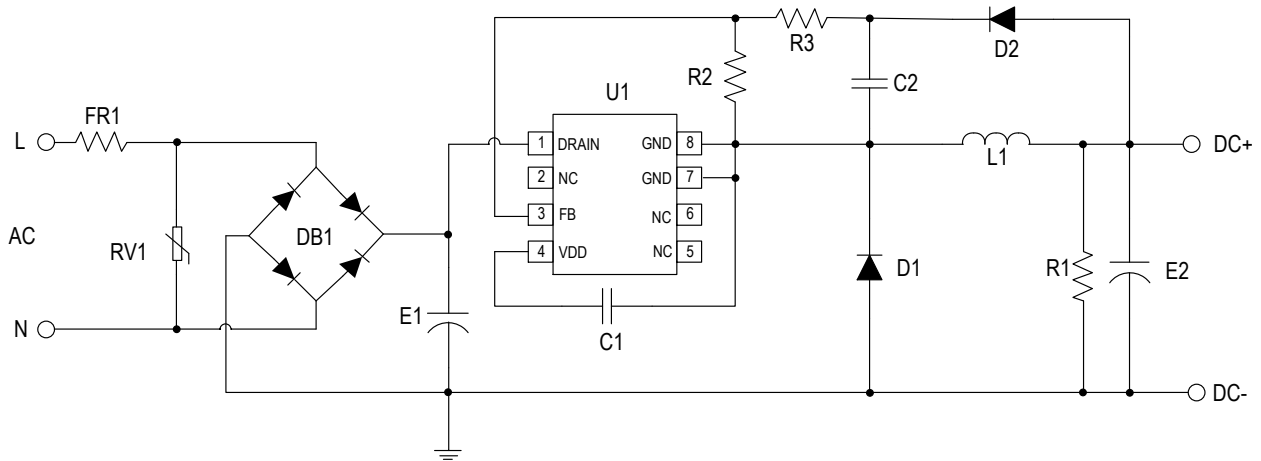 R3
D2
R2
C2
U1
FR1
L
1 DRAIN GND 8
2 NC GND 7
3 FB NC 6
4 VDD NC 5
L1
DC+
AC
RV1
DB1
D1
R1
E2
E1
C1
N
DC-